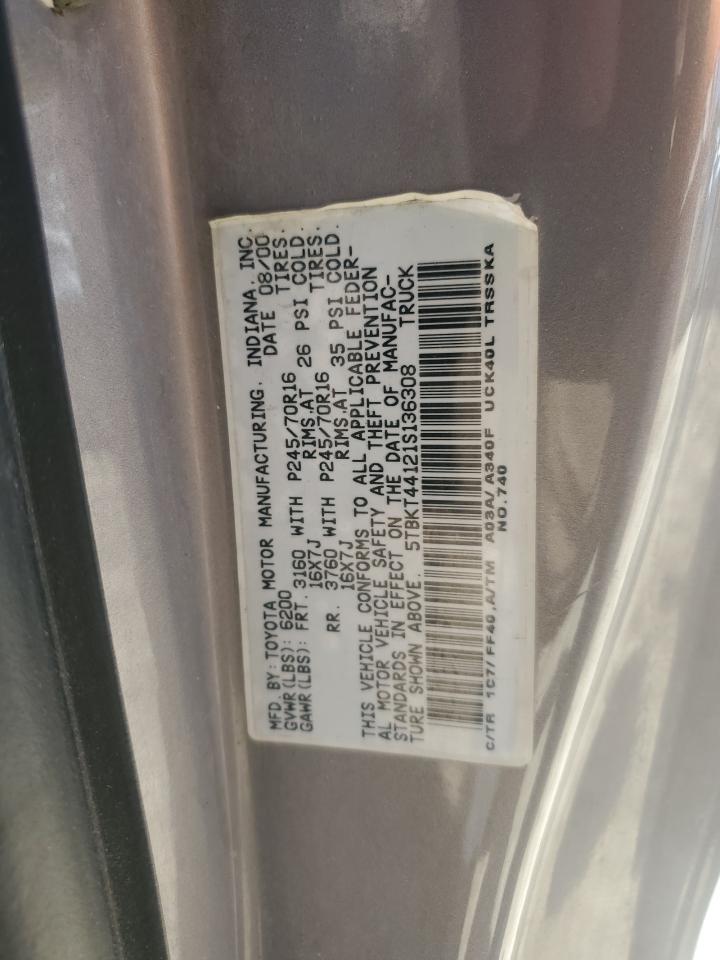 MFD. BY: TOYOTA MOTOR MANUFACTURING, INDIANA, INC.
GVWR(LBS): 6200 DATE 08/00
GAWR(LBS): FRT. 3160 WITH P245/70R16 TIRES.
16X7J RIMS.AT 26 PSI COLD.
RR. 3760 WITH P245/70R16 TIRES.
16X7J RIMS.AT 35 PSI COLD.
THIS VEHICLE CONFORMS TO ALL APPLICABLE FEDER-
AL MOTOR VEHICLE SAFETY AND THEFT PREVENTION
STANDARDS IN EFFECT ON THE DATE OF MANUFAC-
TURE SHOWN ABOVE. 5TBKT44121S136308 TRUCK
C/TR 1C7/FF40,A/TM A03A/A340F UCK40L TRSSKA
NO.740